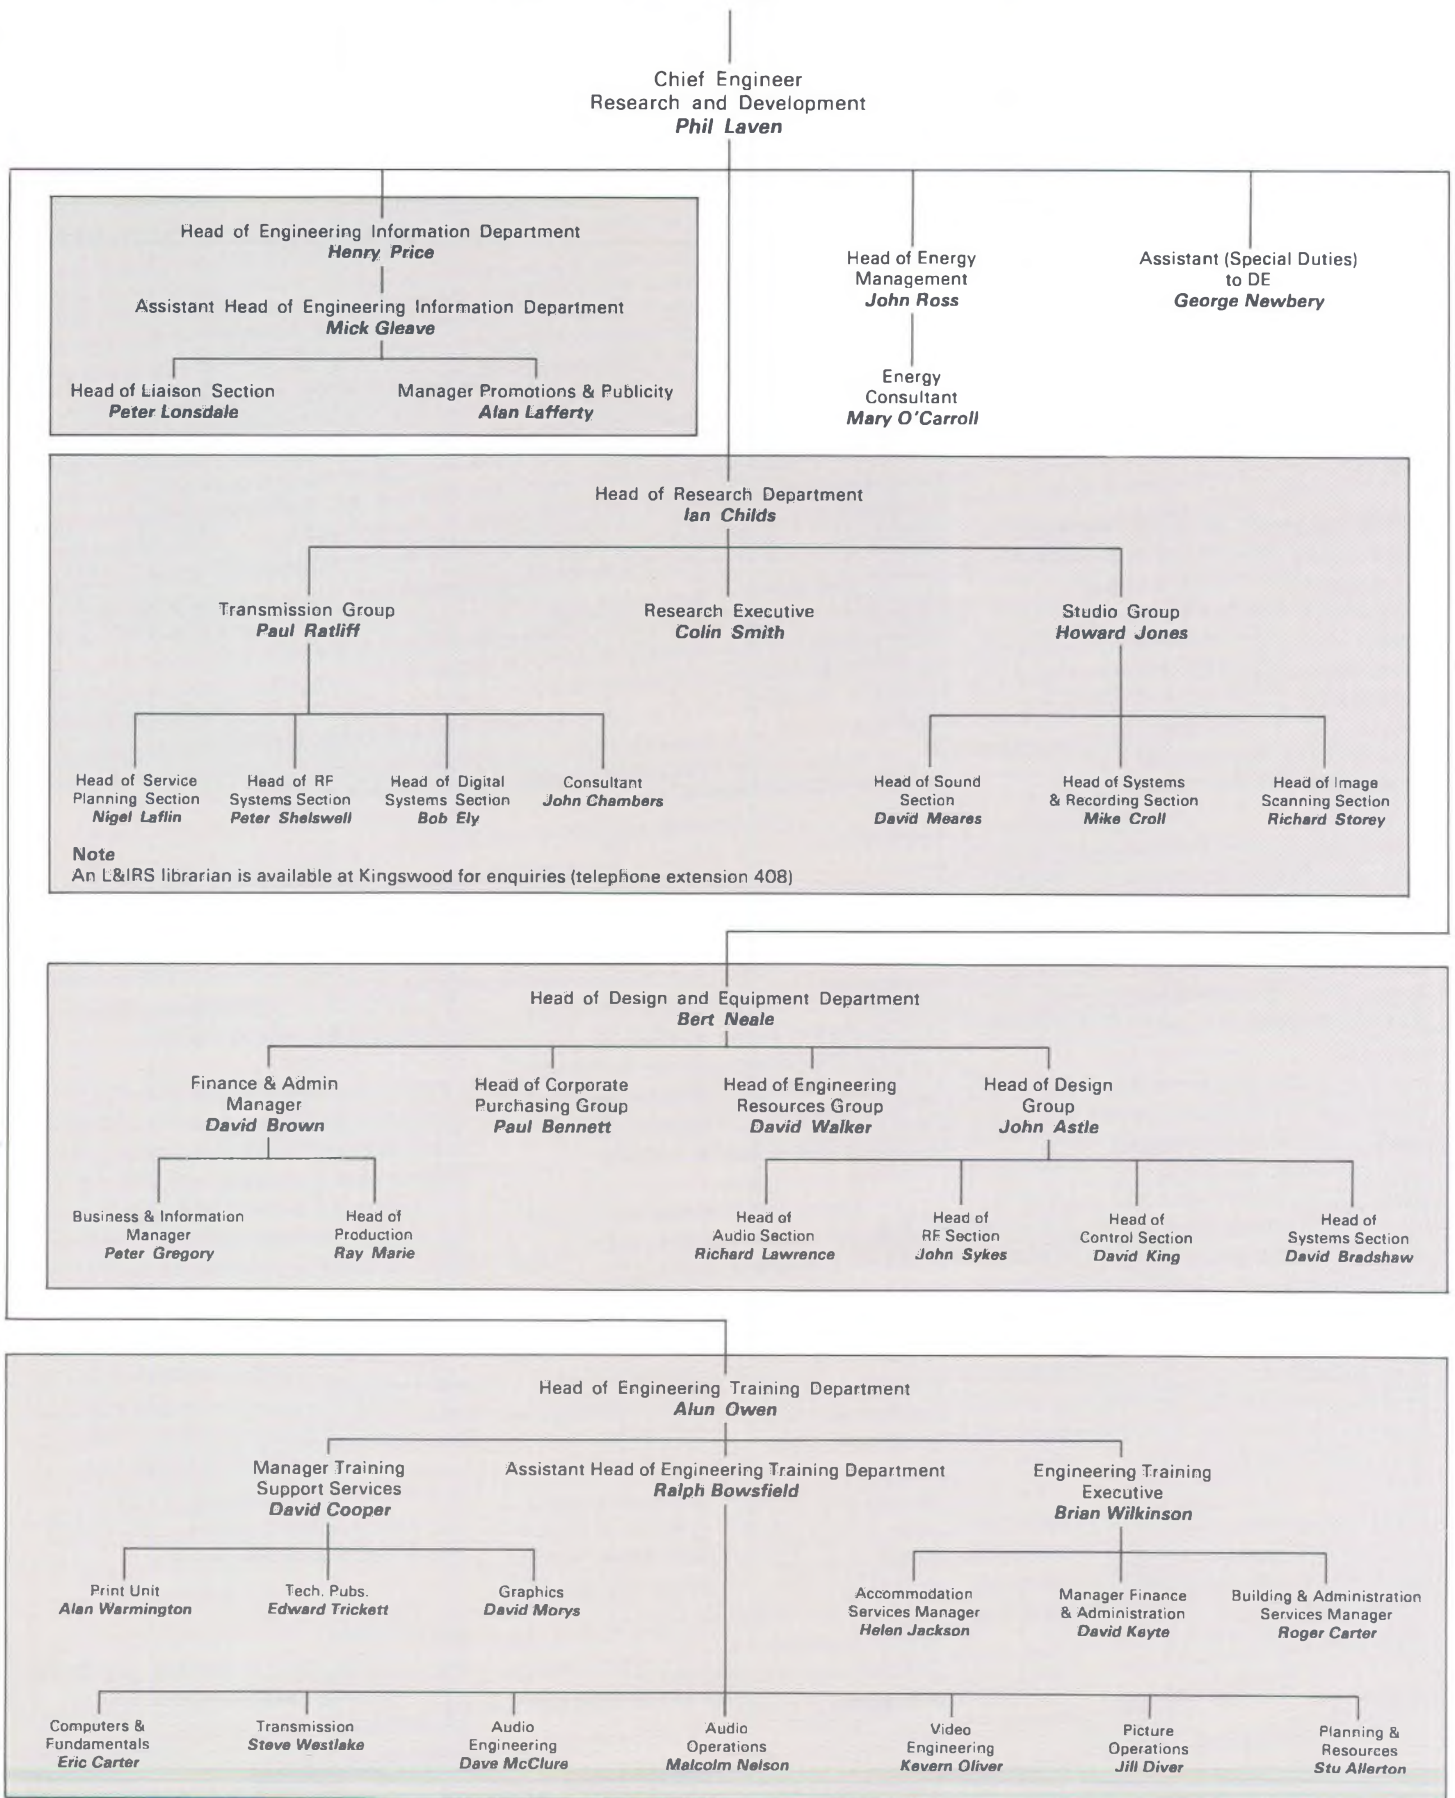 Chief Engineer
Research and Development
Phil Laven
Head of Engineering Information Department
Henry Price
Assistant Head of Engineering Information Department
Mick Gleave
Head of Liaison Section
Peter Lonsdale
Manager Promotions & Publicity
Alan Lafferty
Head of Energy
Management
John Ross
Energy
Consultant
Mary O'Carroll
Assistant (Special Duties)
to DE
George Newbery
Head of Research Department
Ian Childs
Transmission Group
Paul Ratliff
Research Executive
Colin Smith
Studio Group
Howard Jones
Head of Service
Planning Section
Nigel Laflin
Head of RF
Systems Section
Peter Shelswell
Head of Digital
Systems Section
Bob Ely
Consultant
John Chambers
Head of Sound
Section
David Meares
Head of Systems
& Recording Section
Mike Croll
Head of Image
Scanning Section
Richard Storey
Note
An L&IRS librarian is available at Kingswood for enquiries (telephone extension 408)
Head of Design and Equipment Department
Bert Neale
Finance & Admin
Manager
David Brown
Head of Corporate
Purchasing Group
Paul Bennett
Head of Engineering
Resources Group
David Walker
Head of Design
Group
John Astle
Business & Information
Manager
Peter Gregory
Head of
Production
Ray Marie
Head of
Audio Section
Richard Lawrence
Head of
RF Section
John Sykes
Head of
Control Section
David King
Head of
Systems Section
David Bradshaw
Head of Engineering Training Department
Alun Owen
Manager Training
Support Services
David Cooper
Assistant Head of Engineering Training Department
Ralph Bowsfield
Engineering Training
Executive
Brian Wilkinson
Print Unit
Alan Warmington
Tech. Pubs.
Edward Trickett
Graphics
David Morys
Accommodation
Services Manager
Helen Jackson
Manager Finance
& Administration
David Keyte
Building & Administration
Services Manager
Roger Carter
Computers &
Fundamentals
Eric Carter
Transmission
Steve Westlake
Audio
Engineering
Dave McClure
Audio
Operations
Malcolm Nelson
Video
Engineering
Kevern Oliver
Picture
Operations
Jill Diver
Planning &
Resources
Stu Allerton